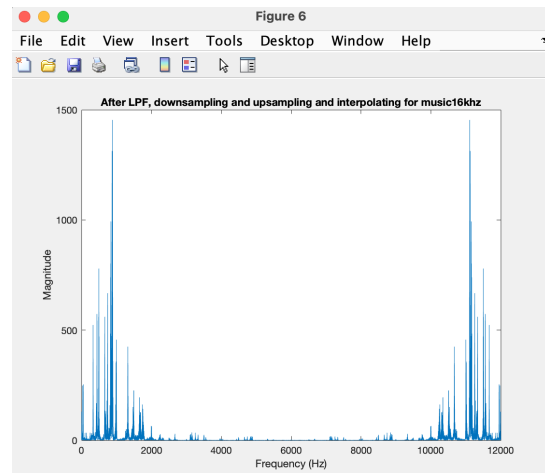 Figure 6
File Edit View Insert Tools Desktop Window Help
After LPF, downsampling and upsampling and interpolating for music16khz
1500
1000
500
0
Magnitude
0 2000 4000 6000 8000 10000 12000
Frequency (Hz)